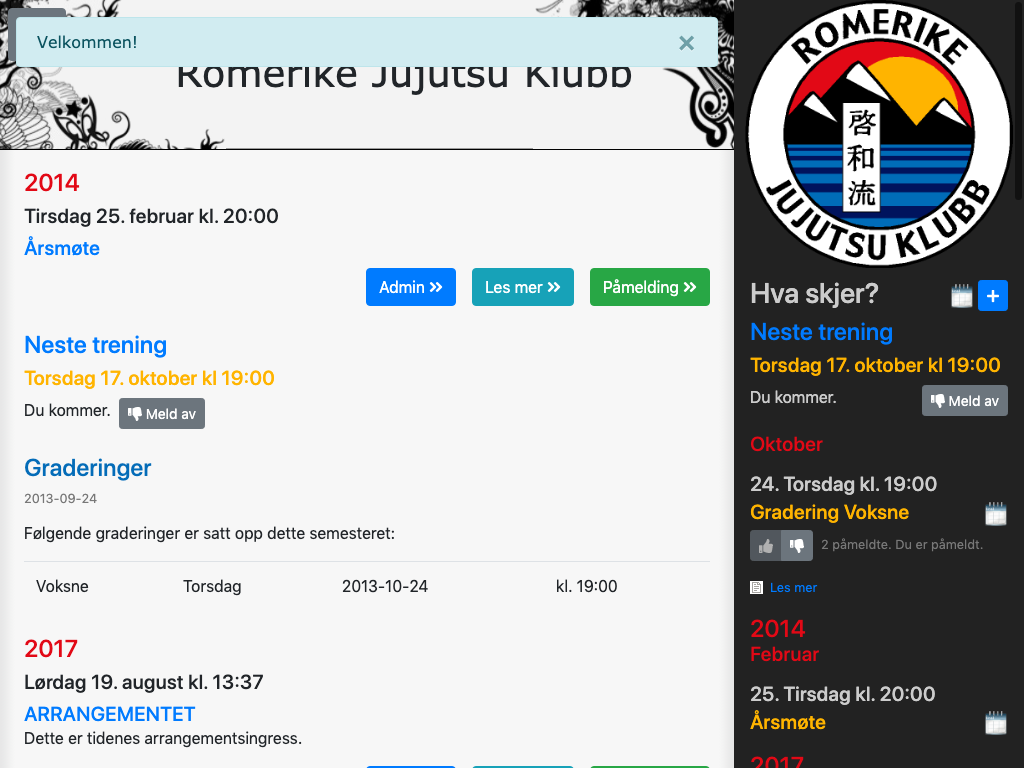 Velkommen!
×
Romerike Jujutsu Klubb
2014
Tirsdag 25. februar kl. 20:00
Årsmøte
Admin »
Les mer »
Påmelding »
Neste trening
Torsdag 17. oktober kl 19:00
Du kommer.
Meld av
Graderinger
2013-09-24
Følgende graderinger er satt opp dette semesteret:
Voksne Torsdag 2013-10-24 kl. 19:00
2017
Lørdag 19. august kl. 13:37
ARRANGEMENTET
Dette er tidenes arrangementsingress.
ROMERIKE
啓和流
JUJUTSU KLUBB
Hva skjer?
+
Neste trening
Torsdag 17. oktober kl 19:00
Du kommer.
Meld av
Oktober
24. Torsdag kl. 19:00
Gradering Voksne
2 påmeldte. Du er påmeldt.
Les mer
2014
Februar
25. Tirsdag kl. 20:00
Årsmøte
2017